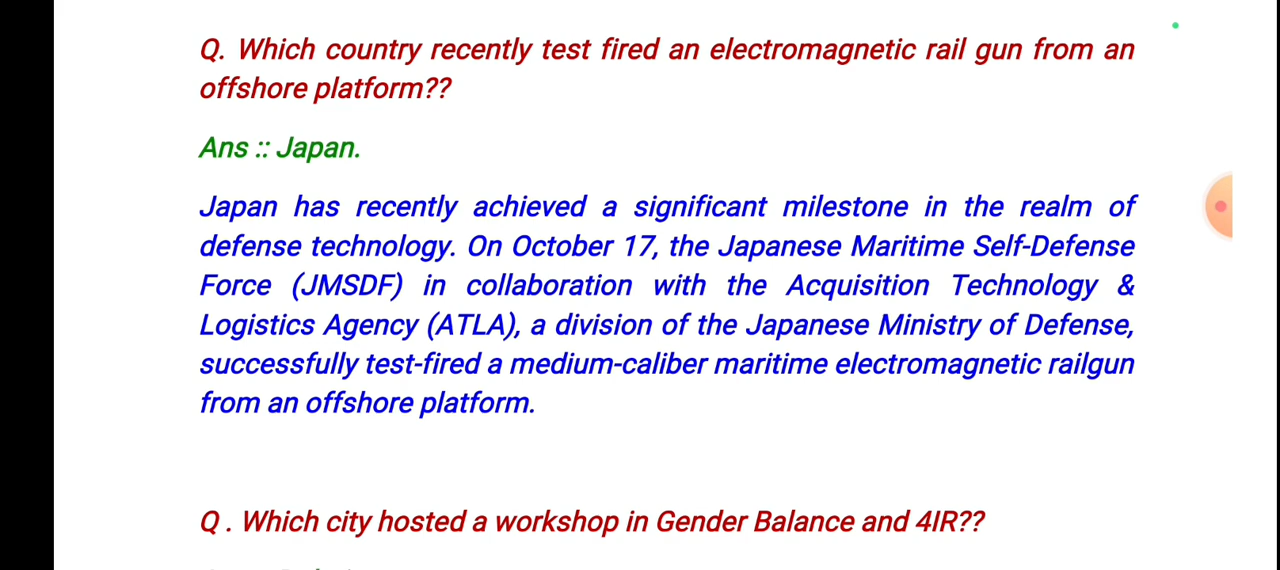 Q. Which country recently test fired an electromagnetic rail gun from an
offshore platform??
Ans :: Japan.
Japan has recently achieved a significant milestone in the realm of
defense technology. On October 17, the Japanese Maritime Self-Defense
Force (JMSDF) in collaboration with the Acquisition Technology &
Logistics Agency (ATLA), a division of the Japanese Ministry of Defense,
successfully test-fired a medium-caliber maritime electromagnetic railgun
from an offshore platform.
Q . Which city hosted a workshop in Gender Balance and 4IR??